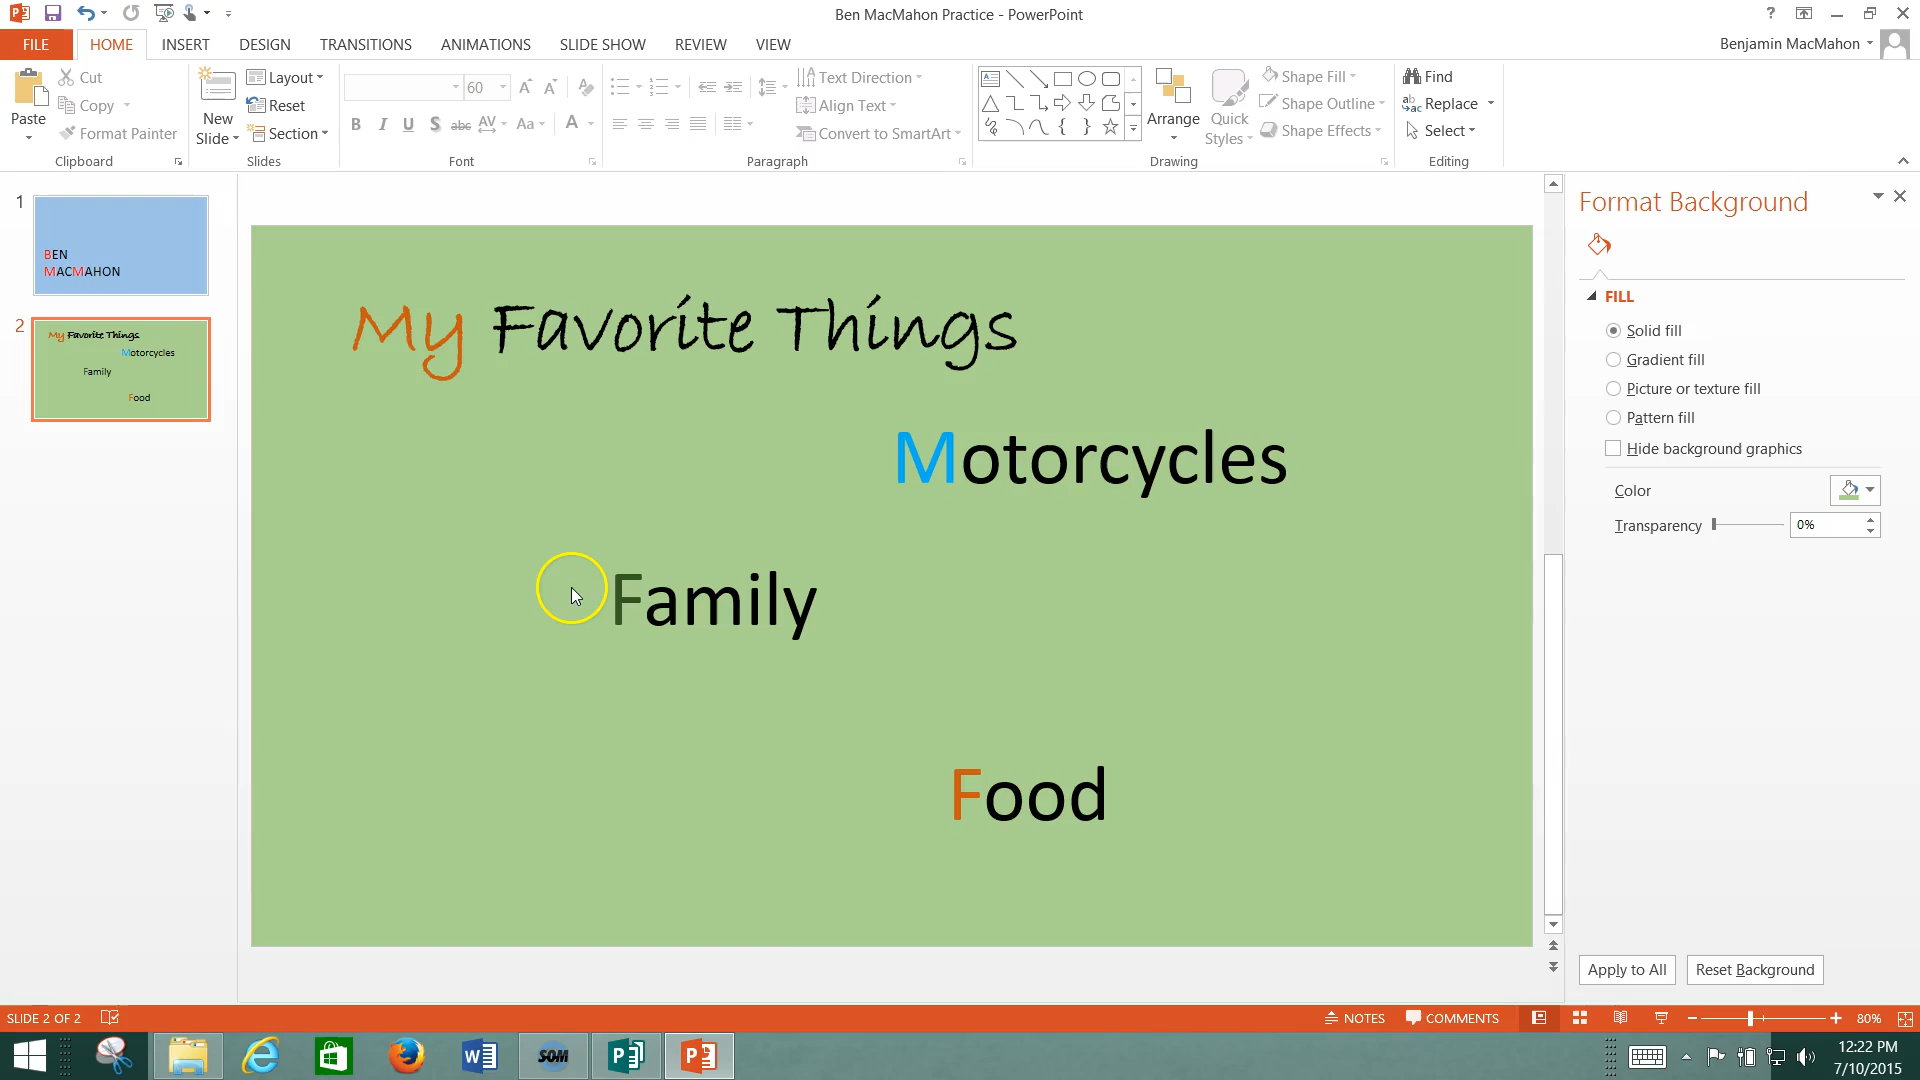 Ben MacMahon Practice - PowerPoint
?
FILE HOME INSERT DESIGN TRANSITIONS ANIMATIONS SLIDE SHOW REVIEW VIEW
Benjamin MacMahon
Paste
Cut
Copy
Format Painter
Clipboard
New
Slide
Layout
Reset
Section
Slides
60
B I U S abc AV Aa A
Font
Text Direction
Align Text
Convert to SmartArt
Paragraph
Arrange
Quick
Styles
Shape Fill
Shape Outline
Shape Effects
Drawing
Find
Replace
Select
Editing
1
BEN
MACMAHON
2
My Favorite Things
Motorcycles
Family
Food
My Favorite Things
Motorcycles
Family
Food
Format Background
FILL
Solid fill
Gradient fill
Picture or texture fill
Pattern fill
Hide background graphics
Color
Transparency 0%
Apply to All Reset Background
SLIDE 2 OF 2
NOTES COMMENTS 80%
SOM
12:22 PM
7/10/2015